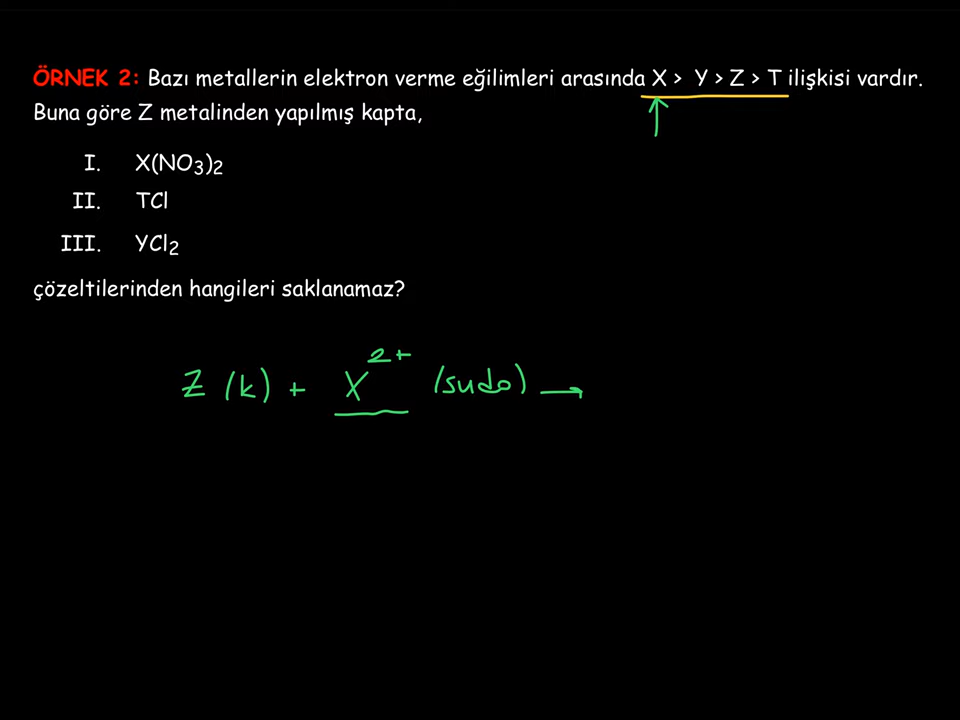 ÖRNEK 2: Bazı metallerin elektron verme eğilimleri arasında X > Y > Z > T ilişkisi vardır.
Buna göre Z metalinden yapılmış kapta,
I. X(NO3)2
II. TCl
III. YCl2
çözeltilerinden hangileri saklanamaz?
Z (k) + X2+ (suda) →